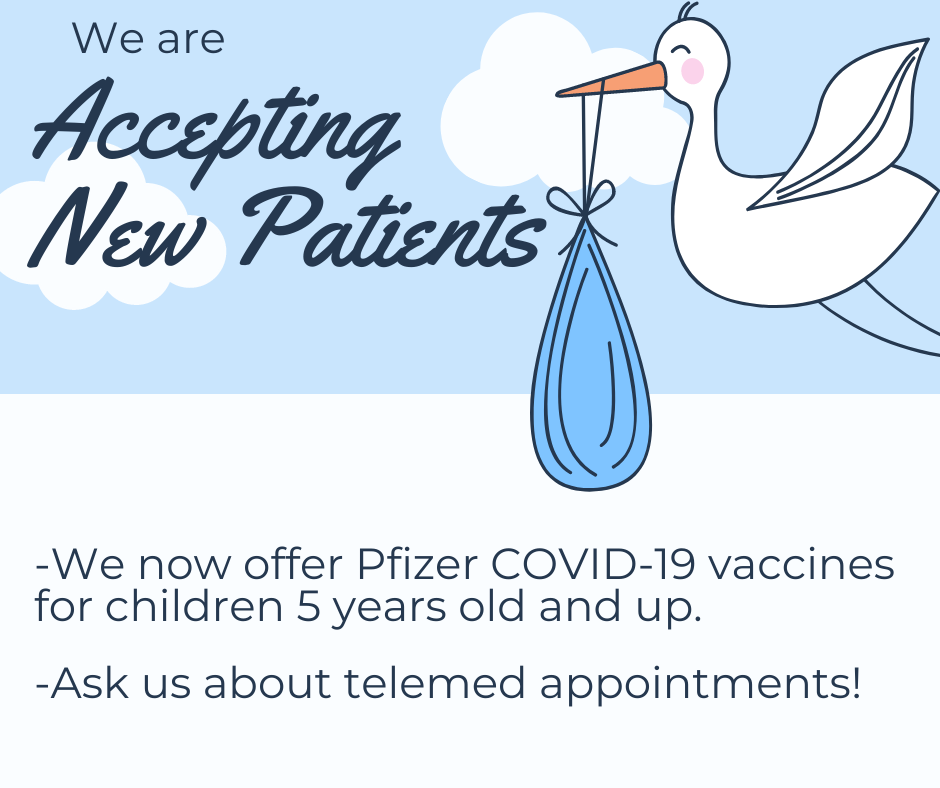 We are
Accepting
New Patients
-We now offer Pfizer COVID-19 vaccines
for children 5 years old and up.
-Ask us about telemed appointments!